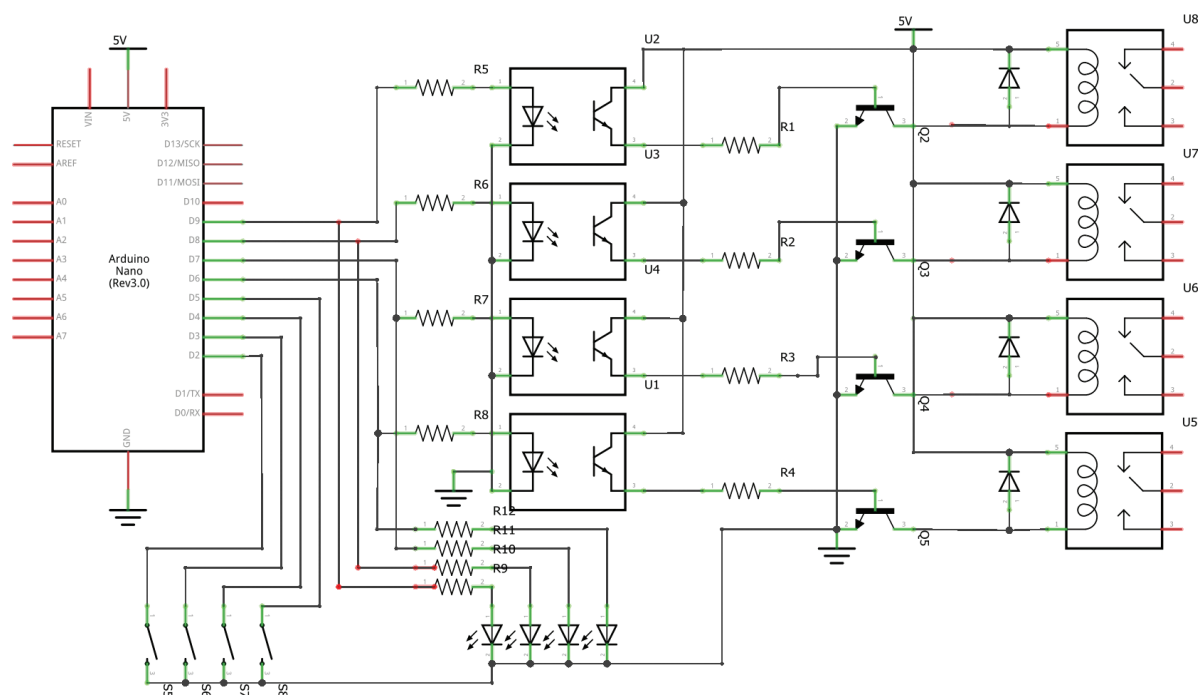 U8
5V
5V
U2
R5
VIN
5V
3V3
R1
Q2
RESET
D13/SCK
U3
U7
AREF
D12/MISO
D11/MOSI
R6
A0
D10
A1
D9
A2
D8
R2
A3
Arduino
Nano
(Rev3.0)
D7
U4
Q3
A4
D6
U6
A5
D5
R7
A6
D4
A7
D3
D2
R3
U1
D1/TX
Q4
D0/RX
R8
U5
GND
R4
R12
R11
Q5
R10
R9
S5
S6
S7
S8